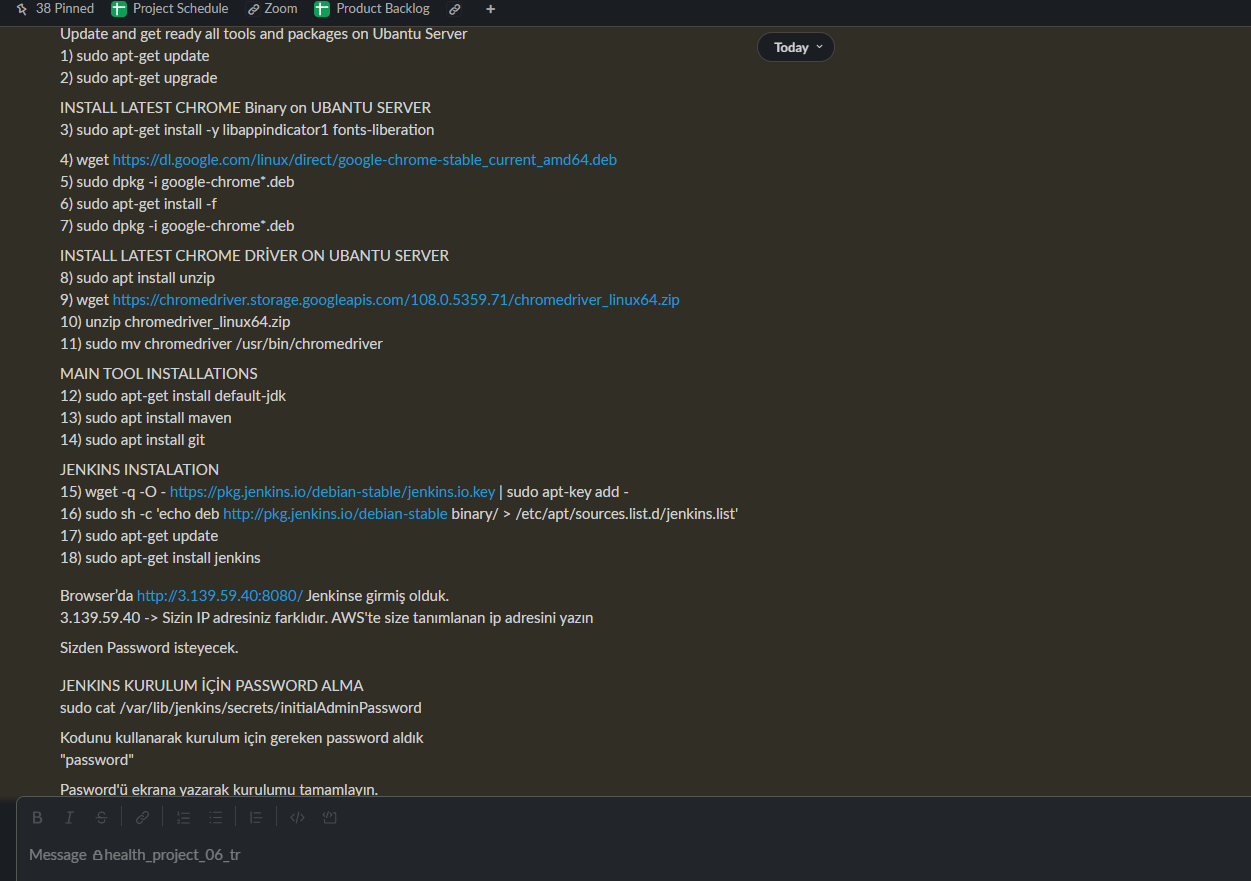 38 Pinned Project Schedule Zoom Product Backlog +
Update and get ready all tools and packages on Ubantu Server
Today
1) sudo apt-get update
2) sudo apt-get upgrade
INSTALL LATEST CHROME Binary on UBANTU SERVER
3) sudo apt-get install -y libappindicator1 fonts-liberation
4) wget https://dl.google.com/linux/direct/google-chrome-stable_current_amd64.deb
5) sudo dpkg -i google-chrome*.deb
6) sudo apt-get install -f
7) sudo dpkg -i google-chrome*.deb
INSTALL LATEST CHROME DRİVER ON UBANTU SERVER
8) sudo apt install unzip
9) wget https://chromedriver.storage.googleapis.com/108.0.5359.71/chromedriver_linux64.zip
10) unzip chromedriver_linux64.zip
11) sudo mv chromedriver /usr/bin/chromedriver
MAIN TOOL INSTALLATIONS
12) sudo apt-get install default-jdk
13) sudo apt install maven
14) sudo apt install git
JENKINS INSTALATION
15) wget -q -O - https://pkg.jenkins.io/debian-stable/jenkins.io.key | sudo apt-key add -
16) sudo sh -c 'echo deb http://pkg.jenkins.io/debian-stable binary/ > /etc/apt/sources.list.d/jenkins.list'
17) sudo apt-get update
18) sudo apt-get install jenkins
Browser’da http://3.139.59.40:8080/ Jenkinse girmiş olduk.
3.139.59.40 -> Sizin IP adresiniz farklıdır. AWS'te size tanımlanan ip adresini yazın
Sizden Password isteyecek.
JENKINS KURULUM İÇİN PASSWORD ALMA
sudo cat /var/lib/jenkins/secrets/initialAdminPassword
Kodunu kullanarak kurulum için gereken password aldık
"password"
Pasword'ü ekrana yazarak kurulumu tamamlayın.
B I S
Message health_project_06_tr